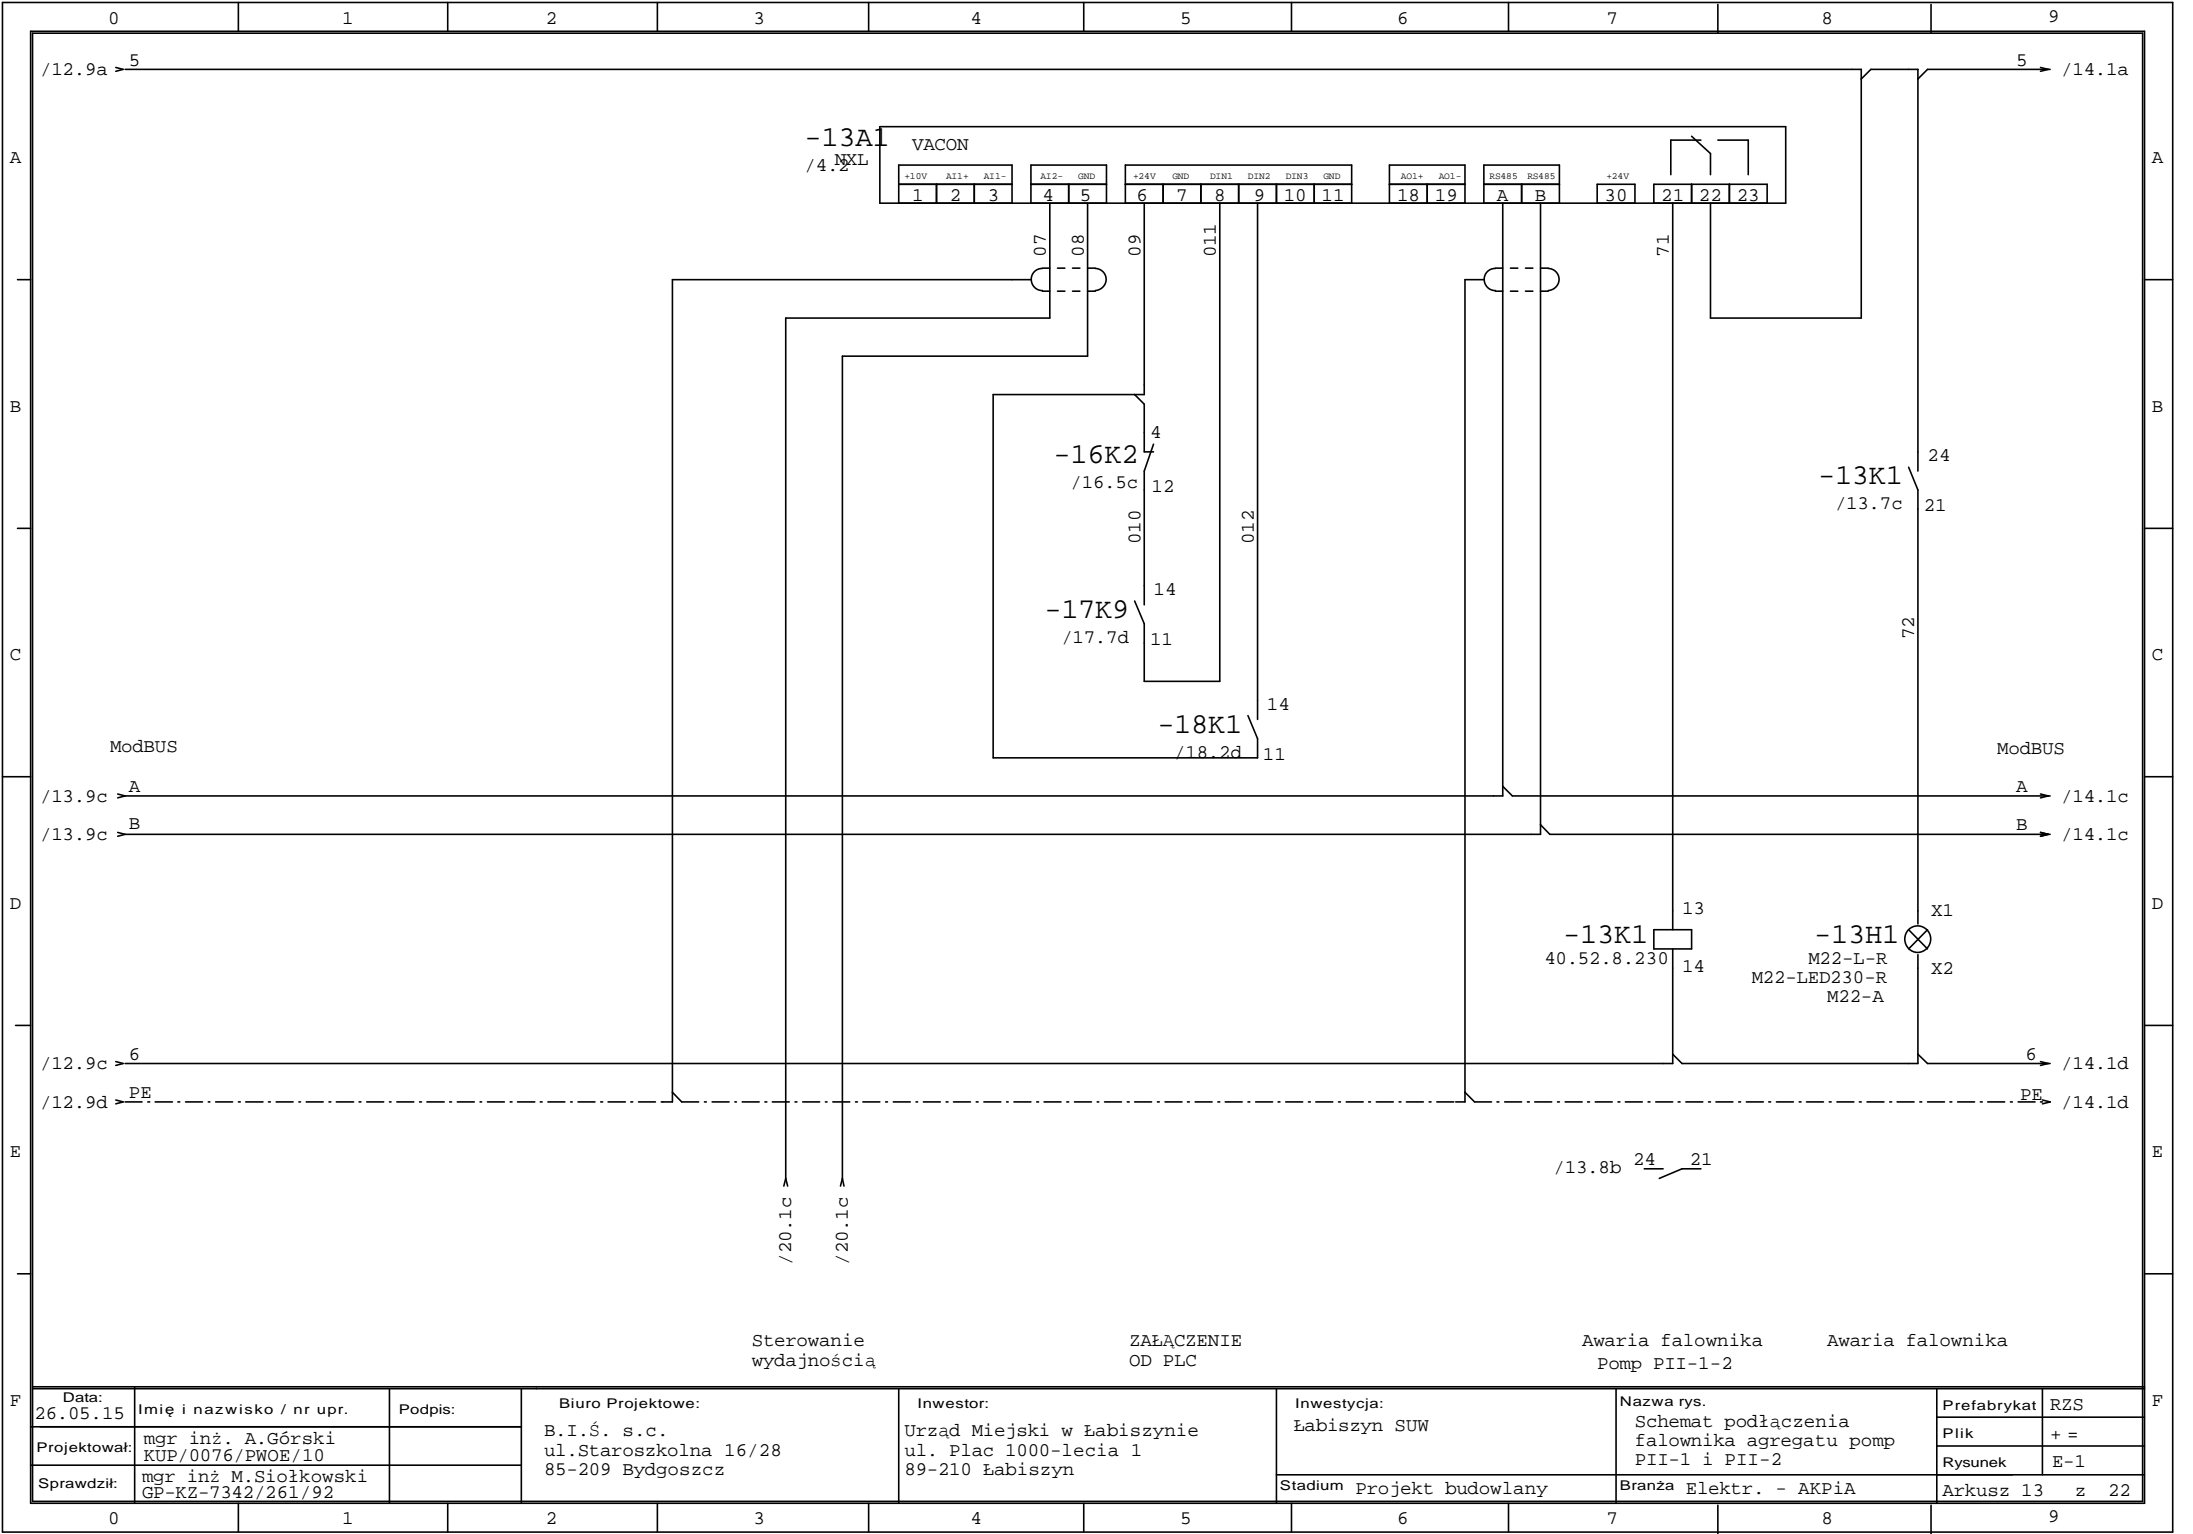 0 1 2 3 4 5 6 7 8 9
/12.9a 5
5 /14.1a
-13A1
/4.2
NXL
VACON
+10V AI1+ AI1- AI2- GND +24V GND DIN1 DIN2 DIN3 GND AO1+ AO1- RS485 RS485 +24V
1 2 3 4 5 6 7 8 9 10 11 18 19 A B 30 21 22 23
A A
07 08 09 011 71
B B
4
-16K2
/16.5c 12
24
-13K1
/13.7c 21
010 012
14
-17K9
/17.7d 11
72
C C
14
-18K1
/18.2d 11
ModBUS ModBUS
/13.9c A
A /14.1c
/13.9c B
B /14.1c
D D
13
-13K1
40.52.8.230 14
X1
-13H1
M22-L-R
M22-LED230-R
M22-A
X2
/12.9c 6
6 /14.1d
/12.9d PE
PE /14.1d
E E
/13.8b 24 21
/20.1c /20.1c
Sterowanie
wydajnością
ZAŁĄCZENIE
OD PLC
Awaria falownika
Pomp PII-1-2
Awaria falownika
F F
Data:
26.05.15
Imię i nazwisko / nr upr.
Podpis:
Projektował:
mgr inż. A.Górski
KUP/0076/PWOE/10
Sprawdził:
mgr inż M.Siołkowski
GP-KZ-7342/261/92
Biuro Projektowe:
B.I.Ś. s.c.
ul.Staroszkolna 16/28
85-209 Bydgoszcz
Inwestor:
Urząd Miejski w Łabiszynie
ul. Plac 1000-lecia 1
89-210 Łabiszyn
Inwestycja:
Łabiszyn SUW
Stadium Projekt budowlany
Nazwa rys.
Schemat podłączenia
falownika agregatu pomp
PII-1 i PII-2
Branża Elektr. - AKPiA
Prefabrykat RZS
Plik + =
Rysunek E-1
Arkusz 13 z 22
0 1 2 3 4 5 6 7 8 9